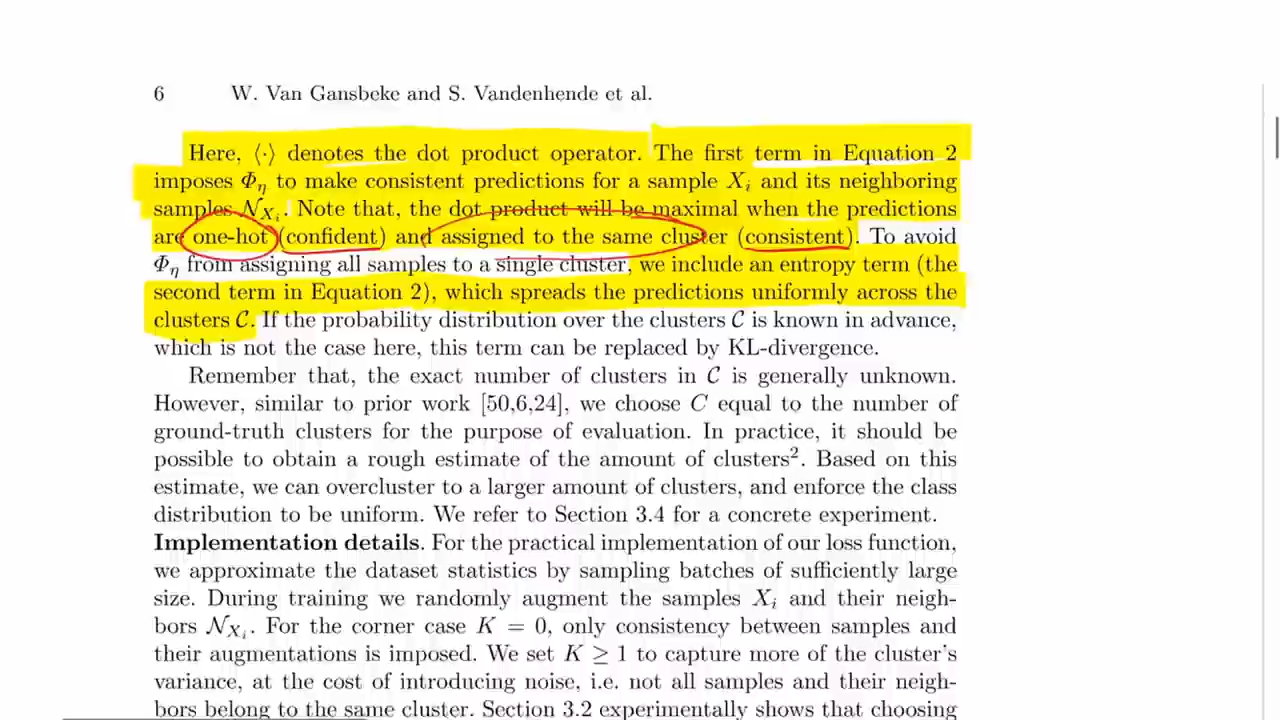 6 W. Van Gansbeke and S. Vandenhende et al.
Here, ⟨·⟩ denotes the dot product operator. The first term in Equation 2
imposes Φη to make consistent predictions for a sample Xi and its neighboring
samples NXi. Note that, the dot product will be maximal when the predictions
are one-hot (confident) and assigned to the same cluster (consistent). To avoid
Φη from assigning all samples to a single cluster, we include an entropy term (the
second term in Equation 2), which spreads the predictions uniformly across the
clusters C. If the probability distribution over the clusters C is known in advance,
which is not the case here, this term can be replaced by KL-divergence.
Remember that, the exact number of clusters in C is generally unknown.
However, similar to prior work [50,6,24], we choose C equal to the number of
ground-truth clusters for the purpose of evaluation. In practice, it should be
possible to obtain a rough estimate of the amount of clusters². Based on this
estimate, we can overcluster to a larger amount of clusters, and enforce the class
distribution to be uniform. We refer to Section 3.4 for a concrete experiment.
Implementation details. For the practical implementation of our loss function,
we approximate the dataset statistics by sampling batches of sufficiently large
size. During training we randomly augment the samples Xi and their neigh-
bors NXi. For the corner case K = 0, only consistency between samples and
their augmentations is imposed. We set K ≥ 1 to capture more of the cluster's
variance, at the cost of introducing noise, i.e. not all samples and their neigh-
bors belong to the same cluster. Section 3.2 experimentally shows that choosing